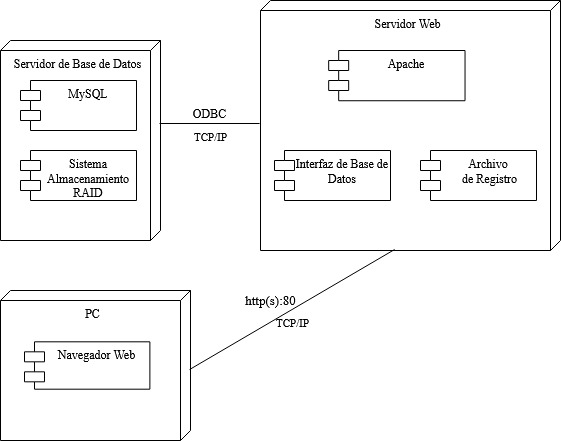 Servidor Web
Apache
Servidor de Base de Datos
MySQL
Sistema
Almacenamiento
RAID
ODBC
TCP/IP
Interfaz de Base de
Datos
Archivo
de Registro
http(s):80
TCP/IP
PC
Navegador Web